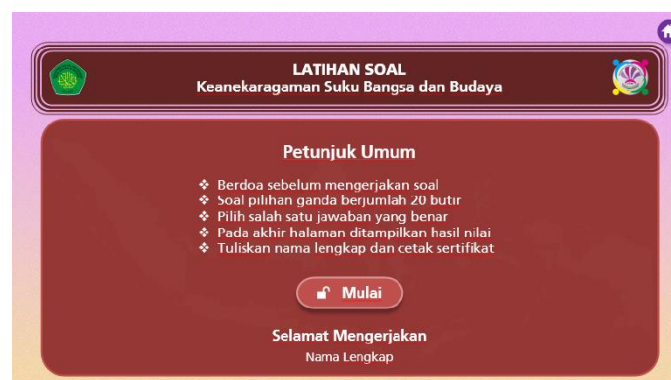 LATIHAN SOAL
Keanekaragaman Suku Bangsa dan Budaya
Petunjuk Umum
❖ Berdoa sebelum mengerjakan soal
❖ Soal pilihan ganda berjumlah 20 butir
❖ Pilih salah satu jawaban yang benar
❖ Pada akhir halaman ditampilkan hasil nilai
❖ Tuliskan nama lengkap dan cetak sertifikat
Mulai
Selamat Mengerjakan
Nama Lengkap